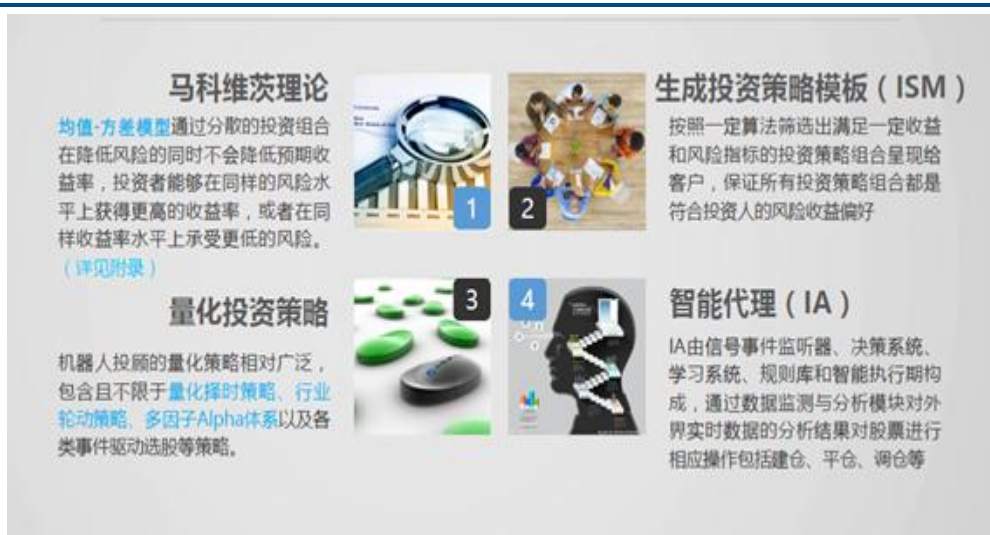 马科维茨理论
均值-方差模型通过分散的投资组合
在降低风险的同时不会降低预期收
益率，投资者能够在同样的风险水
平上获得更高的收益率，或者在同
样收益率水平上承受更低的风险。
（详见附录）
1
2
生成投资策略模板（ISM）
按照一定算法筛选出满足一定收益
和风险指标的投资策略组合呈现给
客户，保证所有投资策略组合都是
符合投资人的风险收益偏好
量化投资策略
机器人投顾的量化策略相对广泛，
包含且不限于量化择时策略、行业
轮动策略、多因子Alpha体系以及各
类事件驱动选股等策略。
3
4
智能代理（IA）
IA由信号事件监听器、决策系统、
学习系统、规则库和智能执行期构
成，通过数据监测与分析模块对外
界实时数据的分析结果对股票进行
相应操作包括建仓、平仓、调仓等